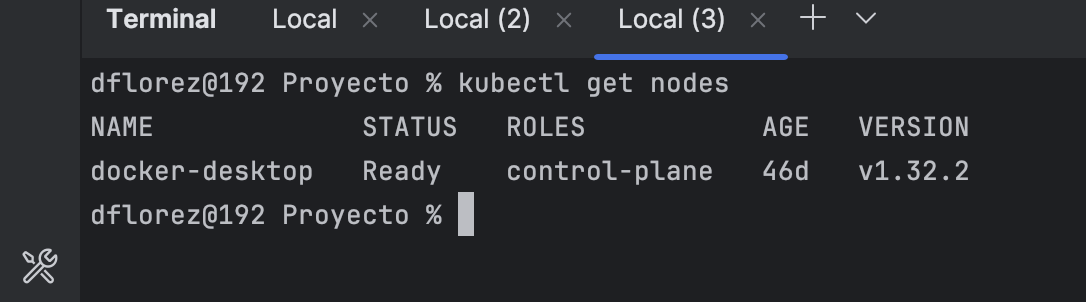 Terminal Local × Local (2) × Local (3) × +
dflorez@192 Proyecto % kubectl get nodes
NAME STATUS ROLES AGE VERSION
docker-desktop Ready control-plane 46d v1.32.2
dflorez@192 Proyecto %